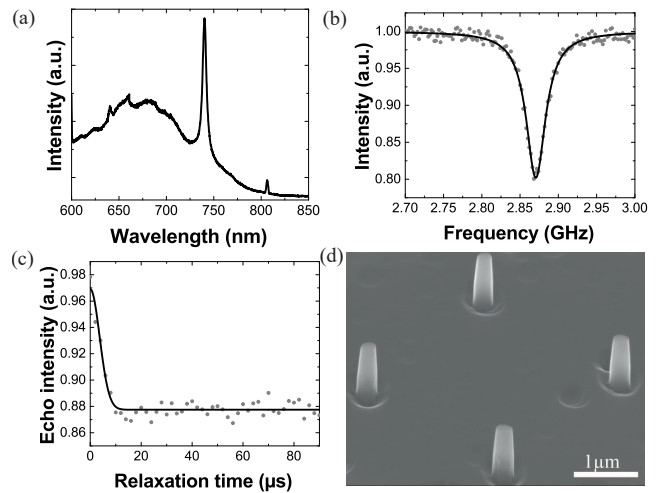 (a)
Intensity (a.u.)
600 650 700 750 800 850
Wavelength (nm)
(b)
Intensity (a.u.)
1.00
0.95
0.90
0.85
0.80
2.70 2.75 2.80 2.85 2.90 2.95 3.00
Frequency (GHz)
(c)
Echo intensity (a.u.)
0.98
0.96
0.94
0.92
0.90
0.88
0.86
0 20 40 60 80
Relaxation time (µs)
(d)
1µm